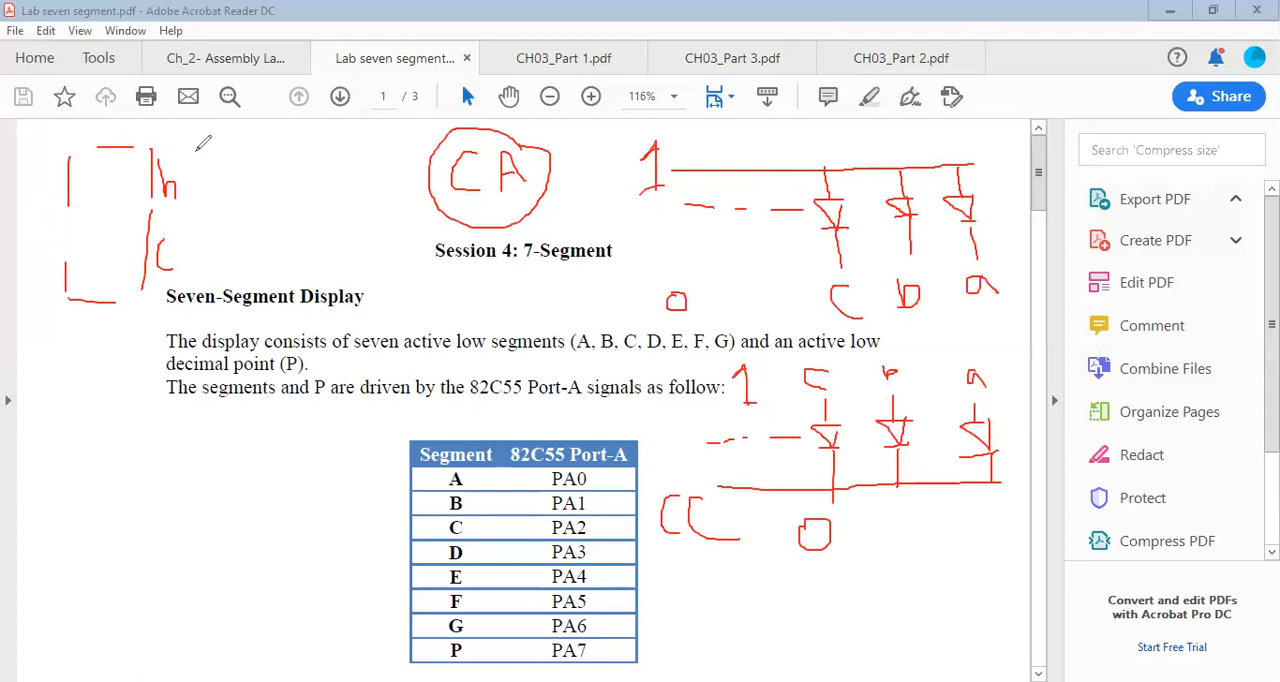 Lab seven segment.pdf - Adobe Acrobat Reader DC
File Edit View Window Help
Home Tools Ch_2- Assembly La... Lab seven segment... × CH03_Part 1.pdf CH03_Part 3.pdf CH03_Part 2.pdf
1 / 3 116% Share
CA
1
h
C
Session 4: 7-Segment
Seven-Segment Display
C b a
0
The display consists of seven active low segments (A, B, C, D, E, F, G) and an active low
decimal point (P).
The segments and P are driven by the 82C55 Port-A signals as follow:
1 C b a
CC 0
Segment 82C55 Port-A
A PA0
B PA1
C PA2
D PA3
E PA4
F PA5
G PA6
P PA7
Search 'Compress size'
Export PDF
Create PDF
Edit PDF
Comment
Combine Files
Organize Pages
Redact
Protect
Compress PDF
Convert and edit PDFs
with Acrobat Pro DC
Start Free Trial